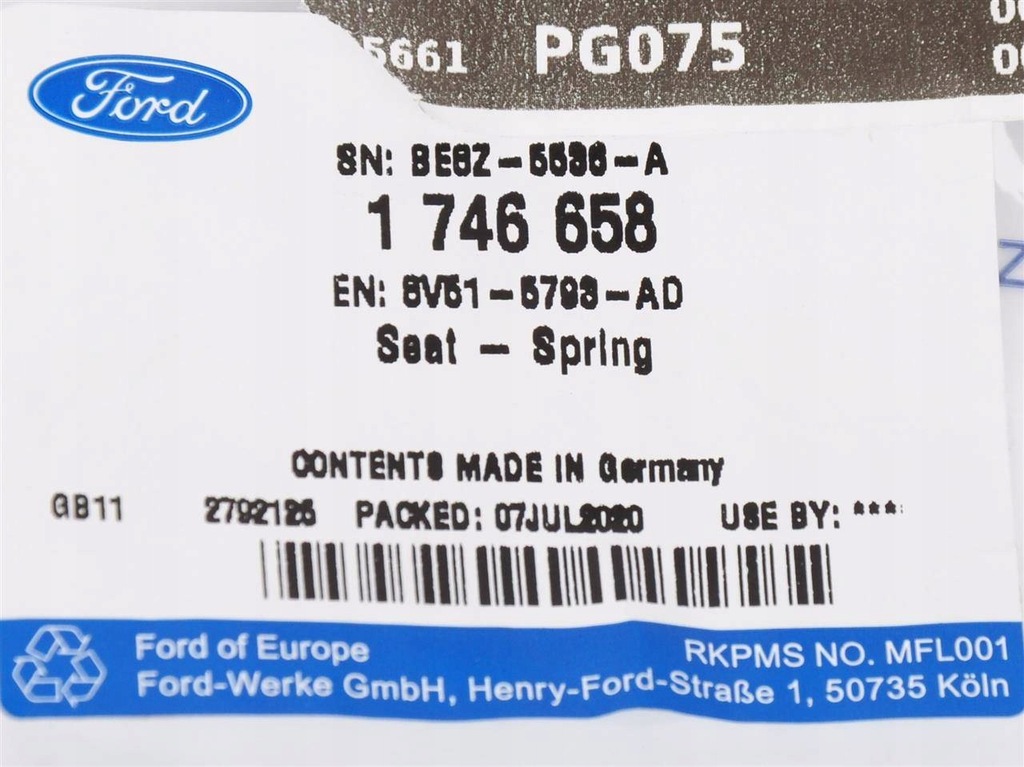 5661 PG075
Ford
SN: BE8Z-5536-A
1 746 658
EN: 8V51-5793-AD
Seat - Spring
CONTENTS MADE IN Germany
GB11 2792125 PACKED: 07JUL2020 USE BY: ***
Ford of Europe RKPMS NO. MFL001
Ford-Werke GmbH, Henry-Ford-Straße 1, 50735 Köln